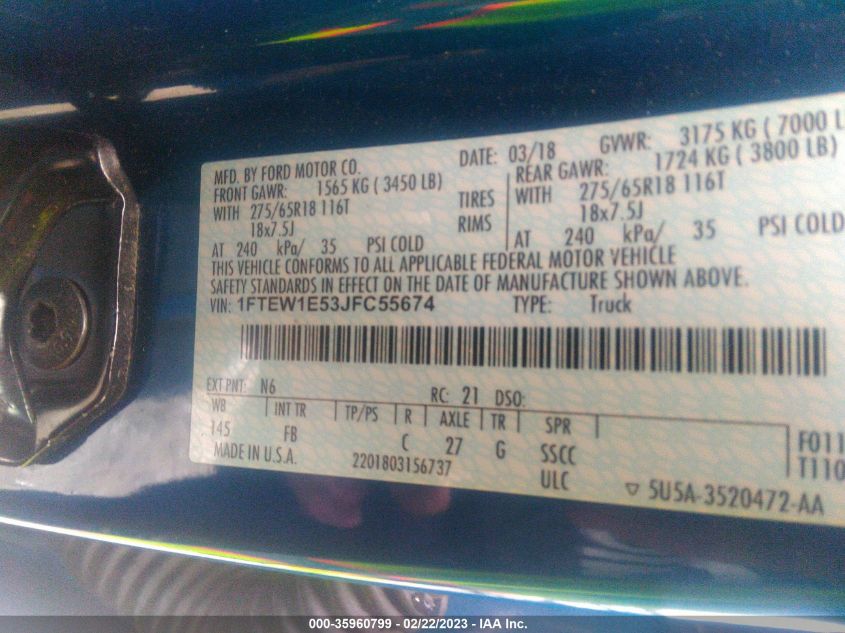 MFD. BY FORD MOTOR CO.
DATE: 03/18 GVWR: 3175 KG ( 7000 L
FRONT GAWR: 1565 KG ( 3450 LB) REAR GAWR: 1724 KG ( 3800 LB)
WITH 275/65R18 116T TIRES WITH 275/65R18 116T
18x7.5J RIMS 18x7.5J
AT 240 kPa/ 35 PSI COLD AT 240 kPa/ 35 PSI COLD
THIS VEHICLE CONFORMS TO ALL APPLICABLE FEDERAL MOTOR VEHICLE
SAFETY STANDARDS IN EFFECT ON THE DATE OF MANUFACTURE SHOWN ABOVE.
VIN: 1FTEW1E53JFC55674 TYPE: Truck
EXT PNT: N6 RC: 21 DSO:
WB INT TR TP/PS R AXLE TR SPR
145 FB C 27 G SSCC F011
MADE IN U.S.A. 2201803156737 ULC T110
5U5A-3520472-AA
000-35960799 - 02/22/2023 - IAA Inc.